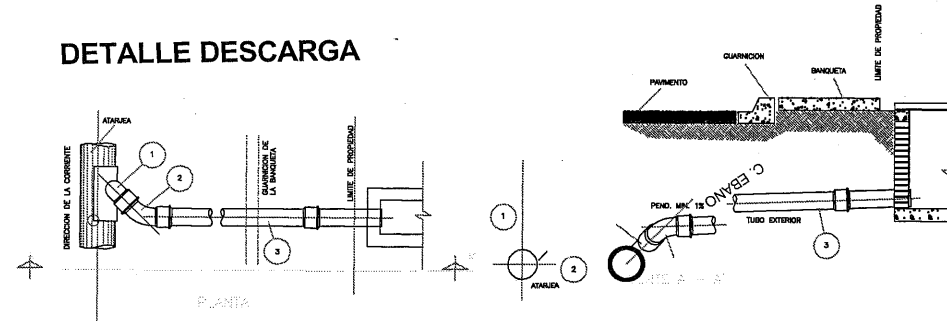 DETALLE DESCARGA
ATARJEA
DIRECCION DE LA CORRIENTE
1
2
GUARNICION DE
LA BANQUETA
LIMITE DE PROPIEDAD
3
PLANTA
1
2
ATARJEA
PAVIMENTO
GUARNICION
BANQUETA
LIMITE DE PROPIEDAD
C. EBANO
PEND. MIN. 1%
TUBO EXTERIOR
3
A - A'